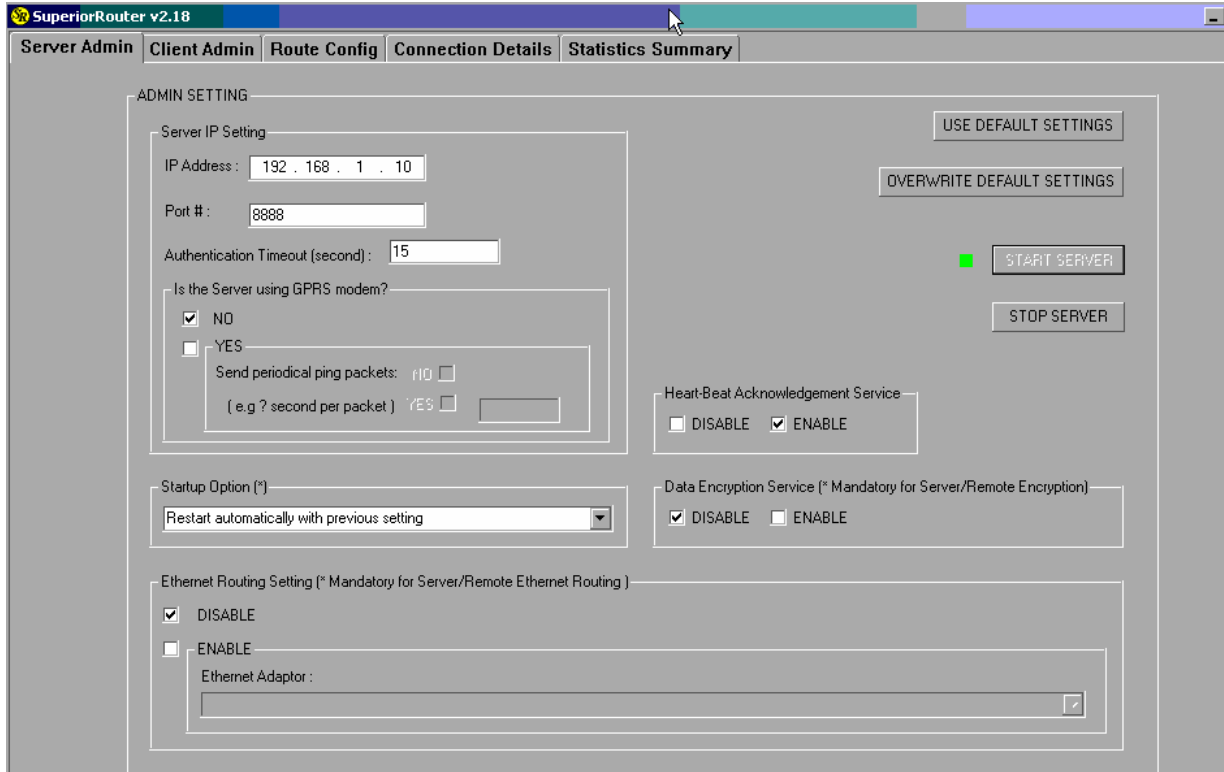 SR SuperiorRouter v2.18
Server Admin Client Admin Route Config Connection Details Statistics Summary
ADMIN SETTING
Server IP Setting
IP Address : 192 . 168 . 1 . 10
Port # : 8888
Authentication Timeout (second) : 15
Is the Server using GPRS modem?
NO
YES
Send periodical ping packets: NO
( e.g ? second per packet ) YES
USE DEFAULT SETTINGS
OVERWRITE DEFAULT SETTINGS
START SERVER
STOP SERVER
Heart-Beat Acknowledgement Service
DISABLE ENABLE
Startup Option (*)
Restart automatically with previous setting
Data Encryption Service (* Mandatory for Server/Remote Encryption)
DISABLE ENABLE
Ethernet Routing Setting (* Mandatory for Server/Remote Ethernet Routing )
DISABLE
ENABLE
Ethernet Adaptor :